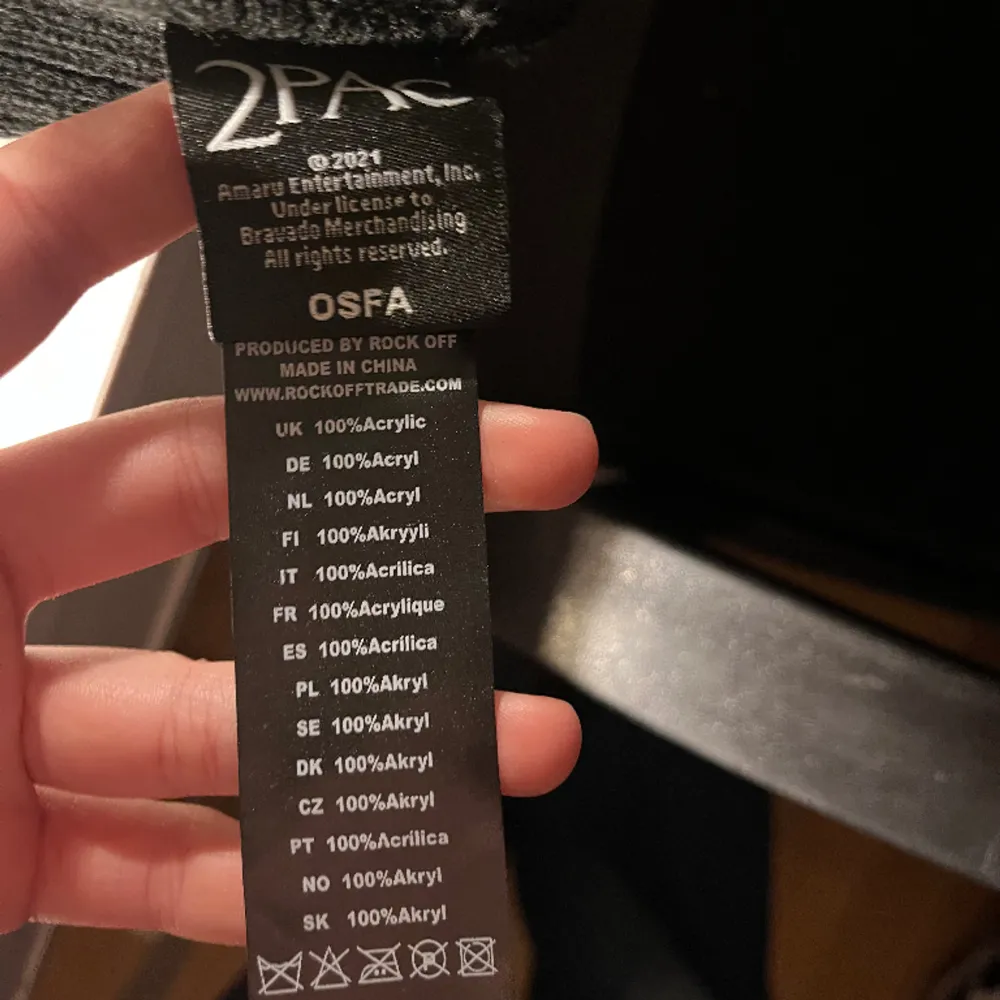 2PAC
©2021
Amaru Entertainment, Inc.
Under license to
Bravado Merchandising
All rights reserved.
OSFA
PRODUCED BY ROCK OFF
MADE IN CHINA
WWW.ROCKOFFTRADE.COM
UK 100%Acrylic
DE 100%Acryl
NL 100%Acryl
FI 100%Akryyli
IT 100%Acrilica
FR 100%Acrylique
ES 100%Acrílica
PL 100%Akryl
SE 100%Akryl
DK 100%Akryl
CZ 100%Akryl
PT 100%Acrílica
NO 100%Akryl
SK 100%Akryl
P